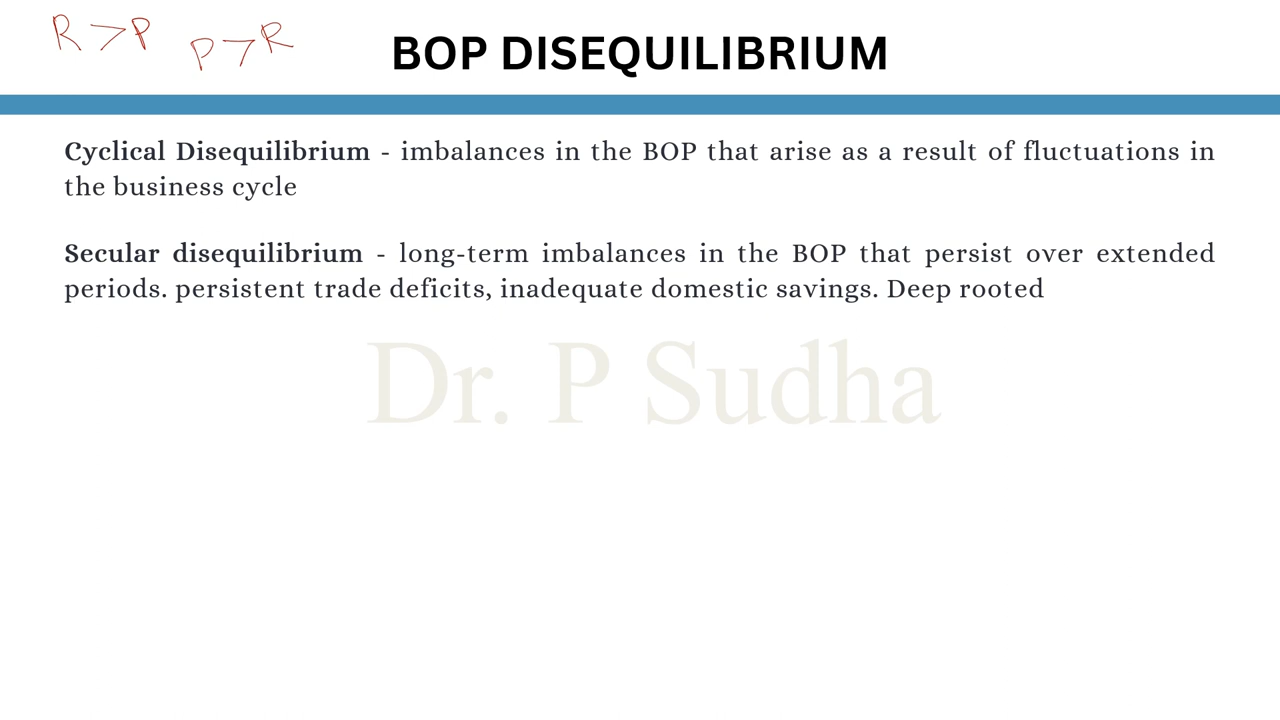 R > P P > R
BOP DISEQUILIBRIUM
Cyclical Disequilibrium - imbalances in the BOP that arise as a result of fluctuations in
the business cycle
Secular disequilibrium - long-term imbalances in the BOP that persist over extended
periods. persistent trade deficits, inadequate domestic savings. Deep rooted
Dr. P Sudha